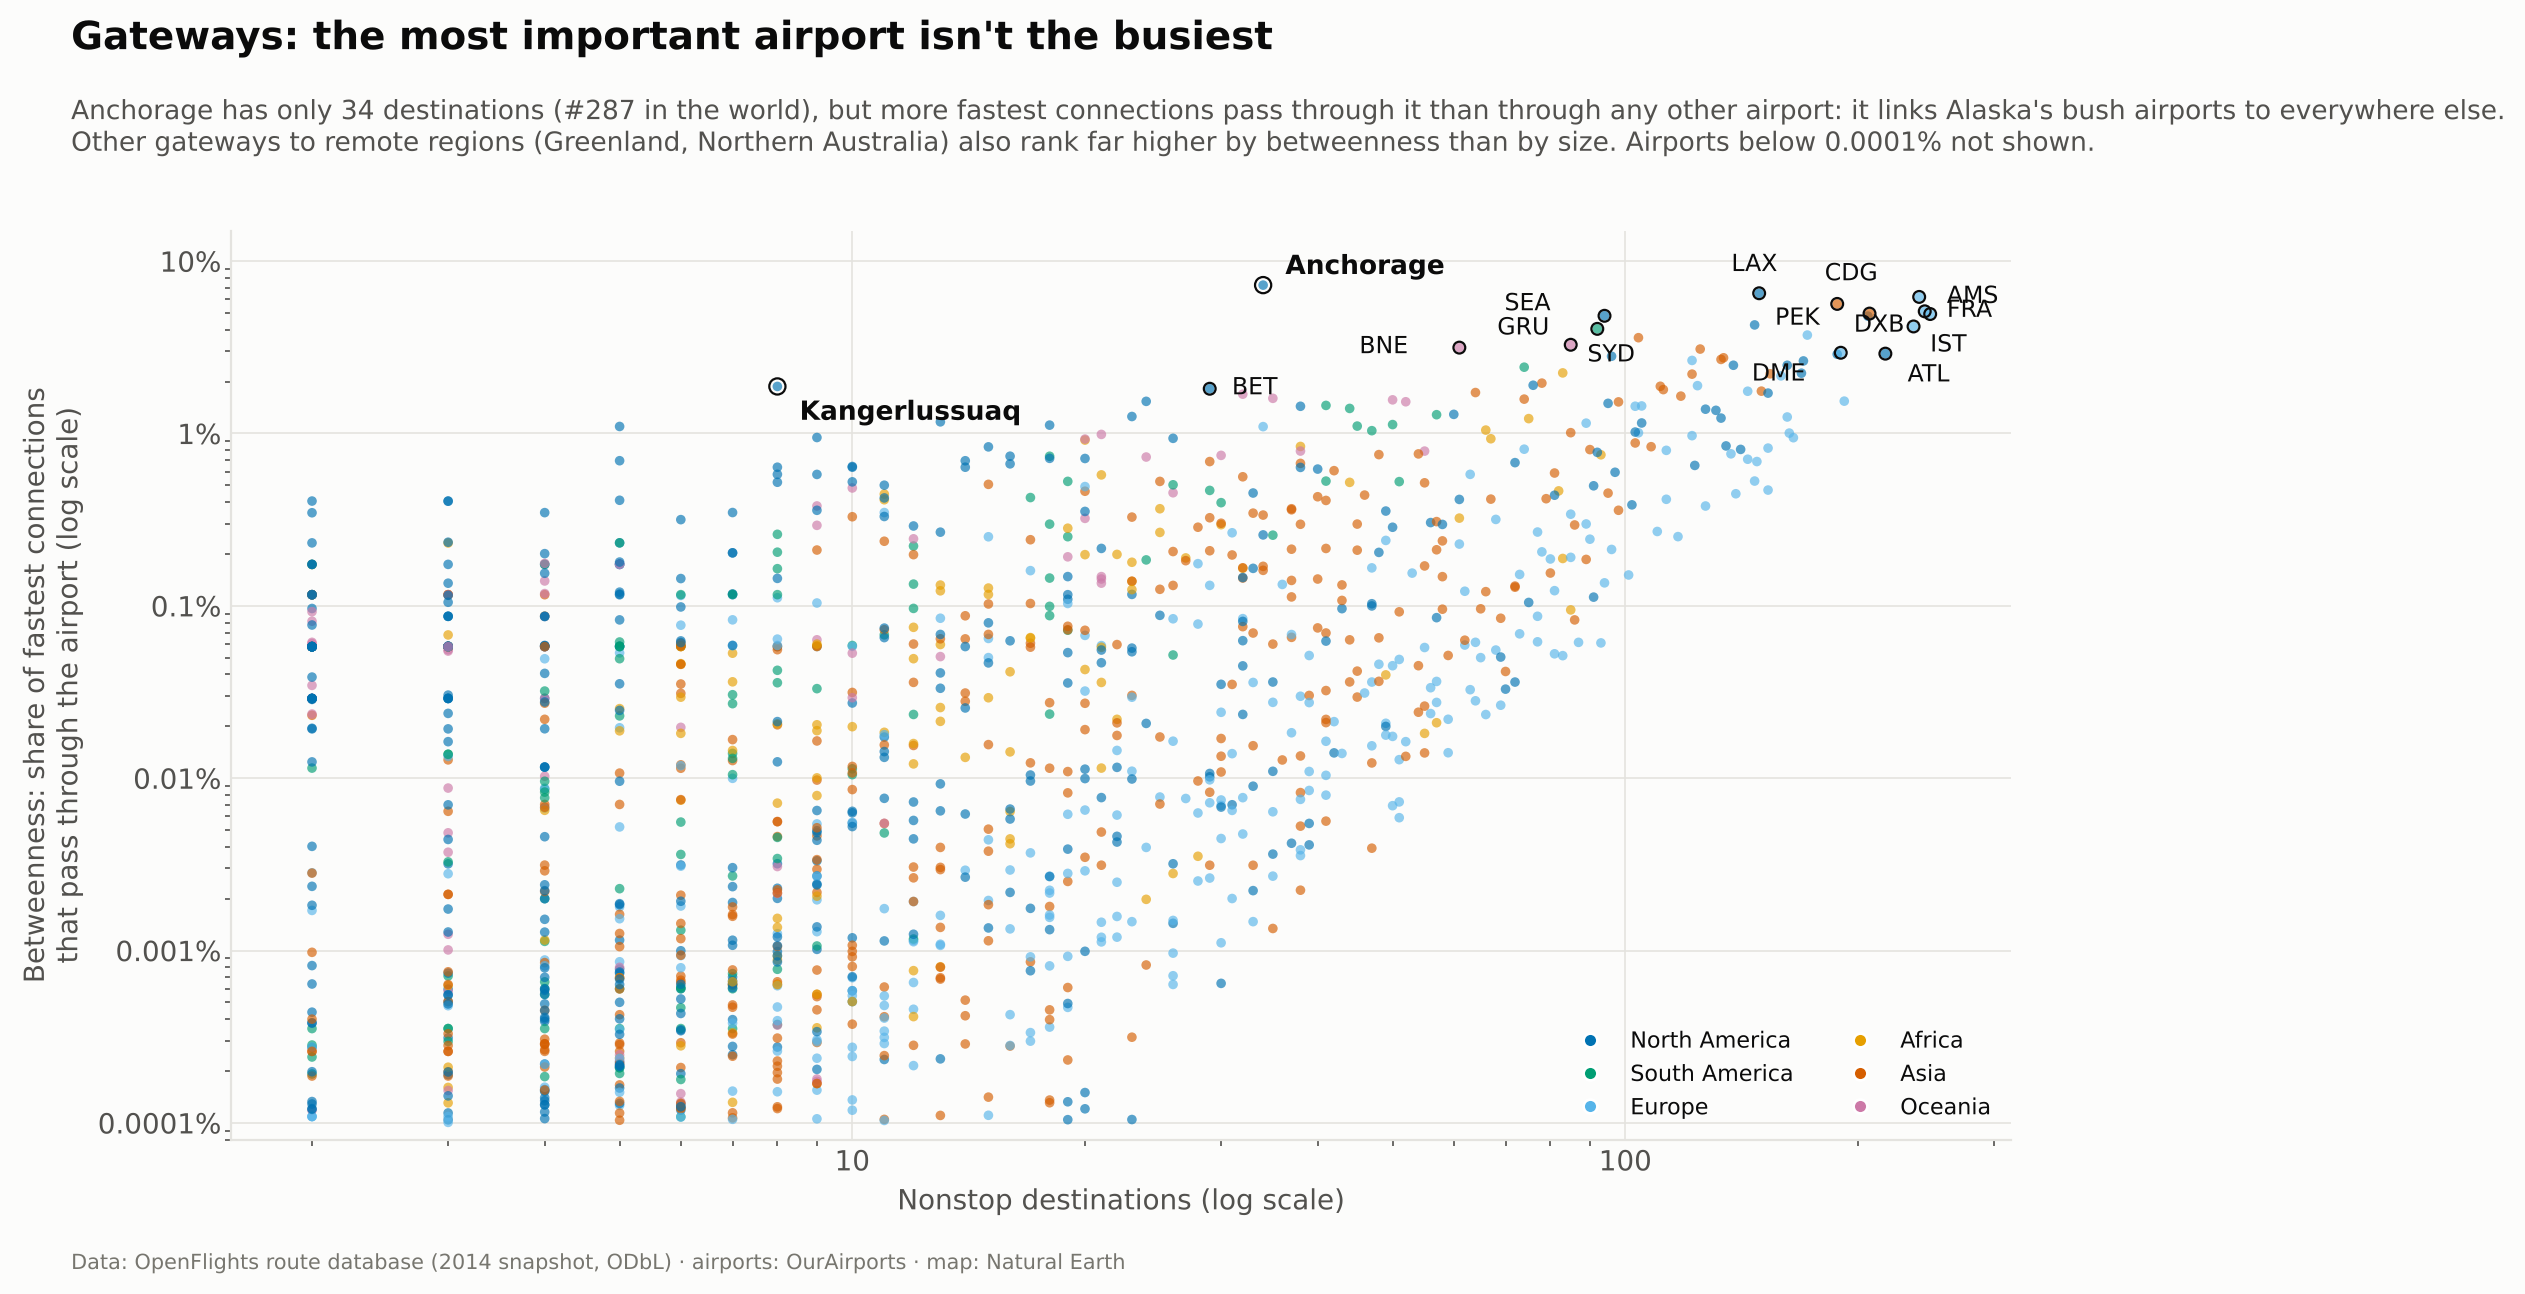 Gateways: the most important airport isn't the busiest
Anchorage has only 34 destinations (#287 in the world), but more fastest connections pass through it than through any other airport: it links Alaska's bush airports to everywhere else.
Other gateways to remote regions (Greenland, Northern Australia) also rank far higher by betweenness than by size. Airports below 0.0001% not shown.
Betweenness: share of fastest connections
that pass through the airport (log scale)
10%
1%
0.1%
0.01%
0.001%
0.0001%
Anchorage
Kangerlussuaq
BET
BNE
SEA
GRU
SYD
LAX
CDG
PEK
DXB
AMS
FRA
IST
DME
ATL
North America
South America
Europe
Africa
Asia
Oceania
10
100
Nonstop destinations (log scale)
Data: OpenFlights route database (2014 snapshot, ODbL) · airports: OurAirports · map: Natural Earth